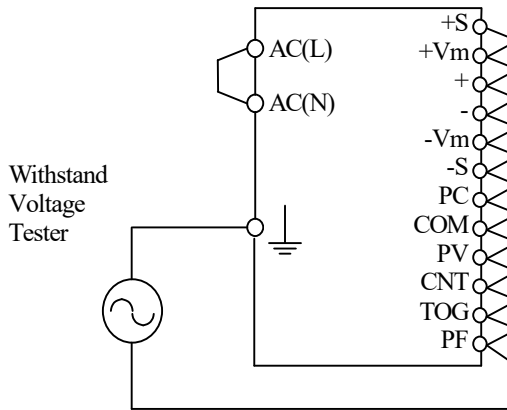 AC(L)
AC(N)
Withstand
Voltage
Tester
+S
+Vm
+
-
-Vm
-S
PC
COM
PV
CNT
TOG
PF